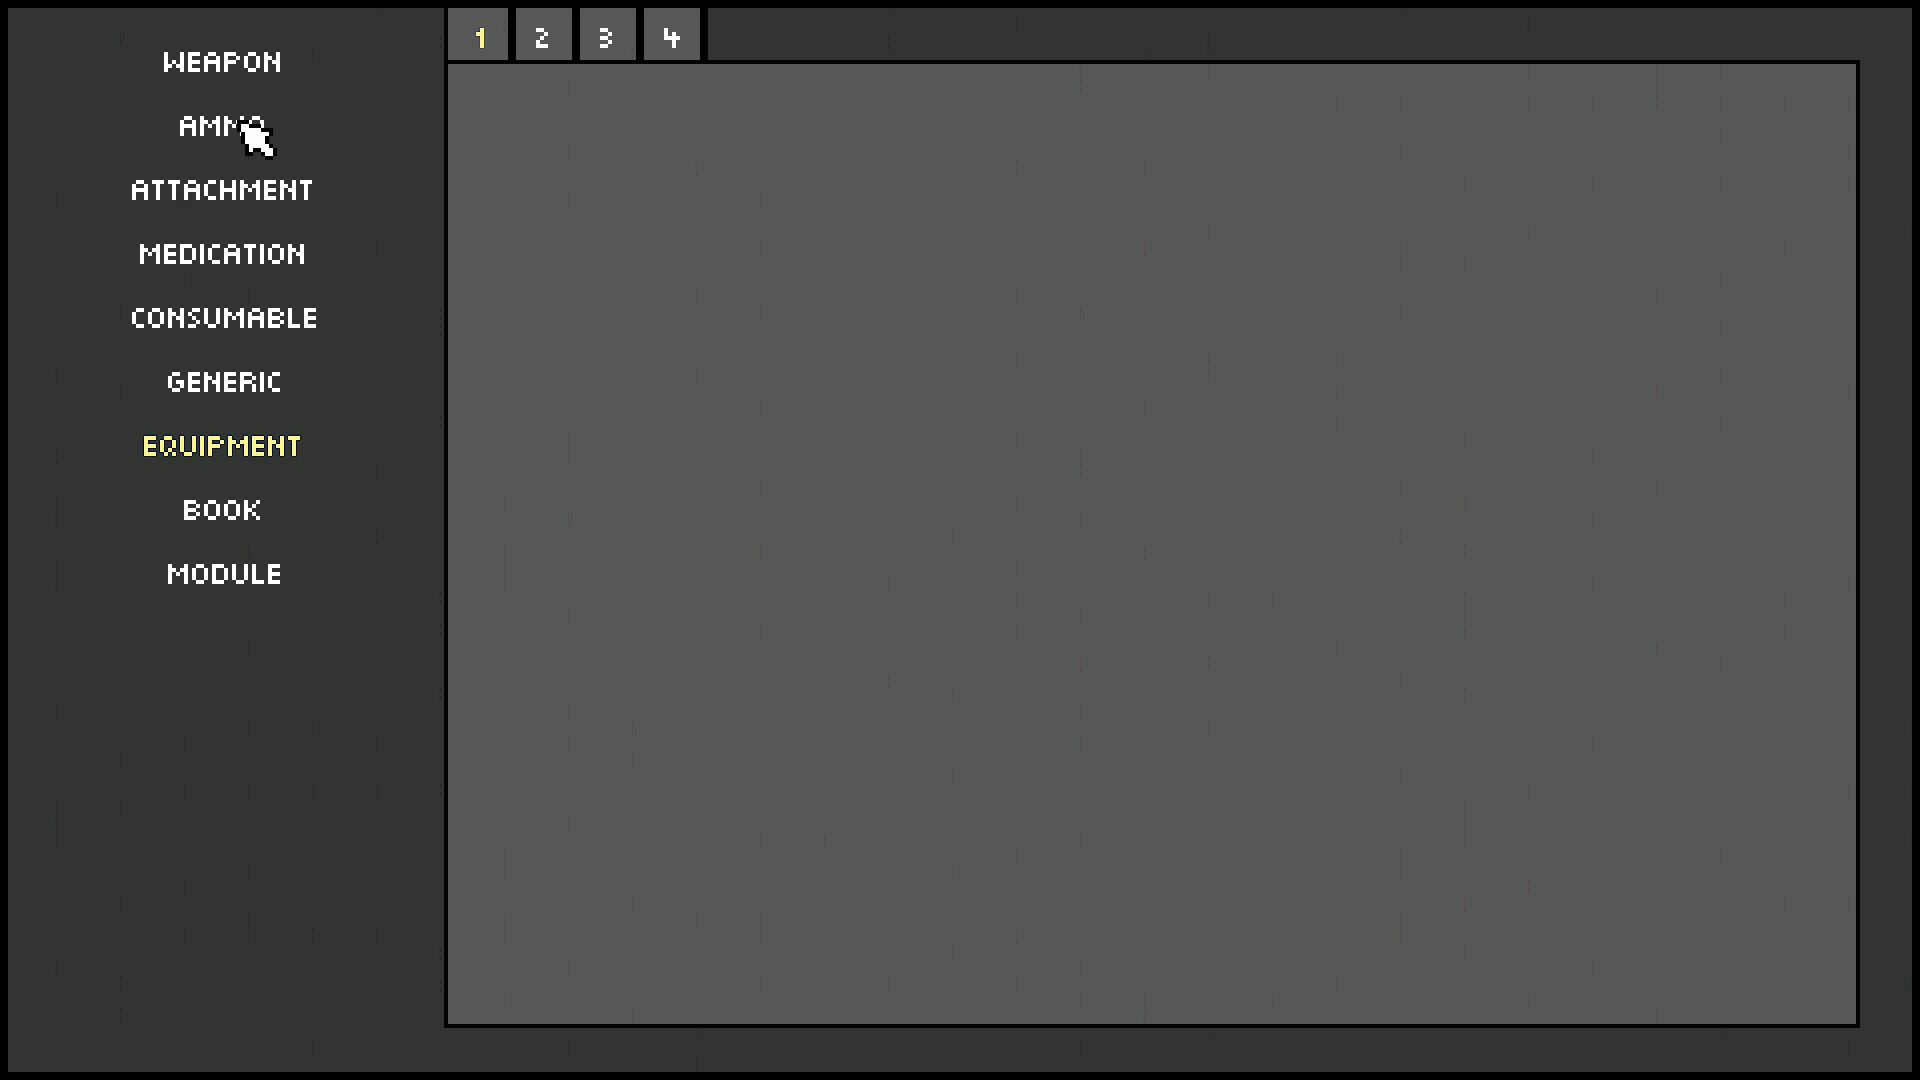 1 2 3 4
WEAPON
ATTACHMENT
MEDICATION
CONSUMABLE
GENERIC
EQUIPMENT
BOOK
MODULE